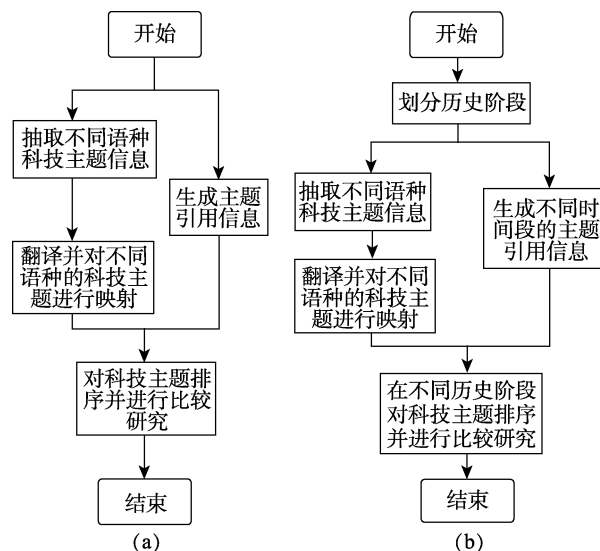 开始
抽取不同语种
科技主题信息
生成主题
引用信息
翻译并对不同
语种的科技主
题进行映射
对科技主题排
序并进行比较
研究
结束
(a)
开始
划分历史阶段
抽取不同语种
科技主题信息
生成不同时
间段的主题
引用信息
翻译并对不同
语种的科技主
题进行映射
在不同历史阶段
对科技主题排序
并进行比较研究
结束
(b)